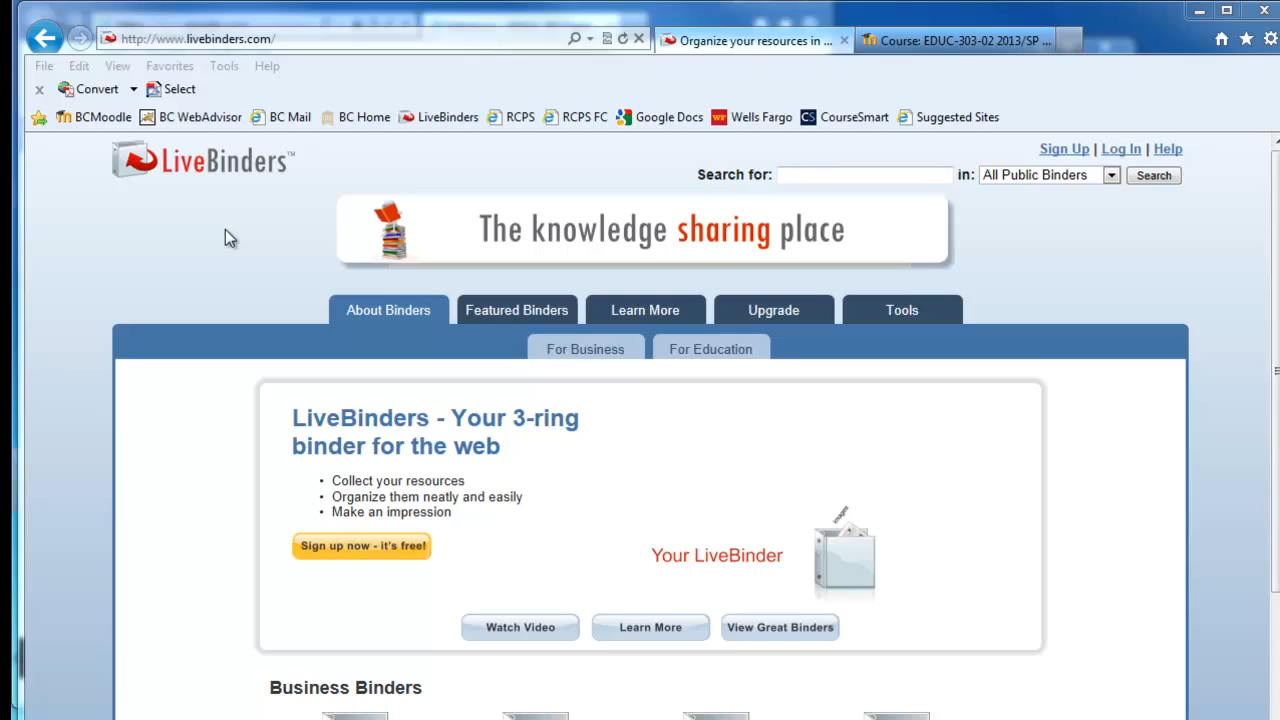 http://www.livebinders.com/
Organize your resources in ...
Course: EDUC-303-02 2013/SP ...
File Edit View Favorites Tools Help
x Convert Select
BCMoodle BC WebAdvisor BC Mail BC Home LiveBinders RCPS RCPS FC Google Docs WF Wells Fargo CS CourseSmart Suggested Sites
Sign Up | Log In | Help
LiveBinders™
Search for: in: All Public Binders Search
The knowledge sharing place
About Binders Featured Binders Learn More Upgrade Tools
For Business For Education
LiveBinders - Your 3-ring
binder for the web
• Collect your resources
• Organize them neatly and easily
• Make an impression
images
Sign up now - it's free!
Your LiveBinder
Watch Video Learn More View Great Binders
Business Binders